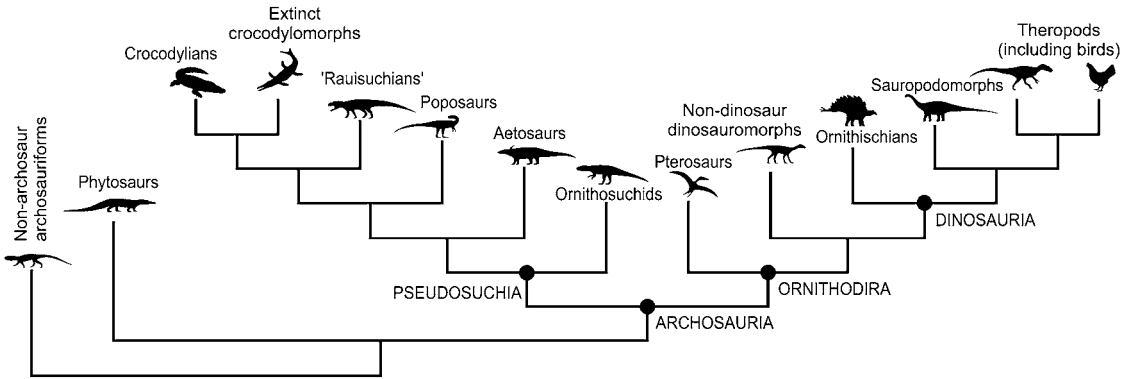 Extinct
crocodylomorphs
Crocodylians
'Rauisuchians'
Poposaurs
Aetosaurs
Ornithosuchids
Non-archosaur
archosauriforms
Phytosaurs
Pterosaurs
Non-dinosaur
dinosauromorphs
Ornithischians
Sauropodomorphs
Theropods
(including birds)
DINOSAURIA
PSEUDOSUCHIA
ORNITHODIRA
ARCHOSAURIA